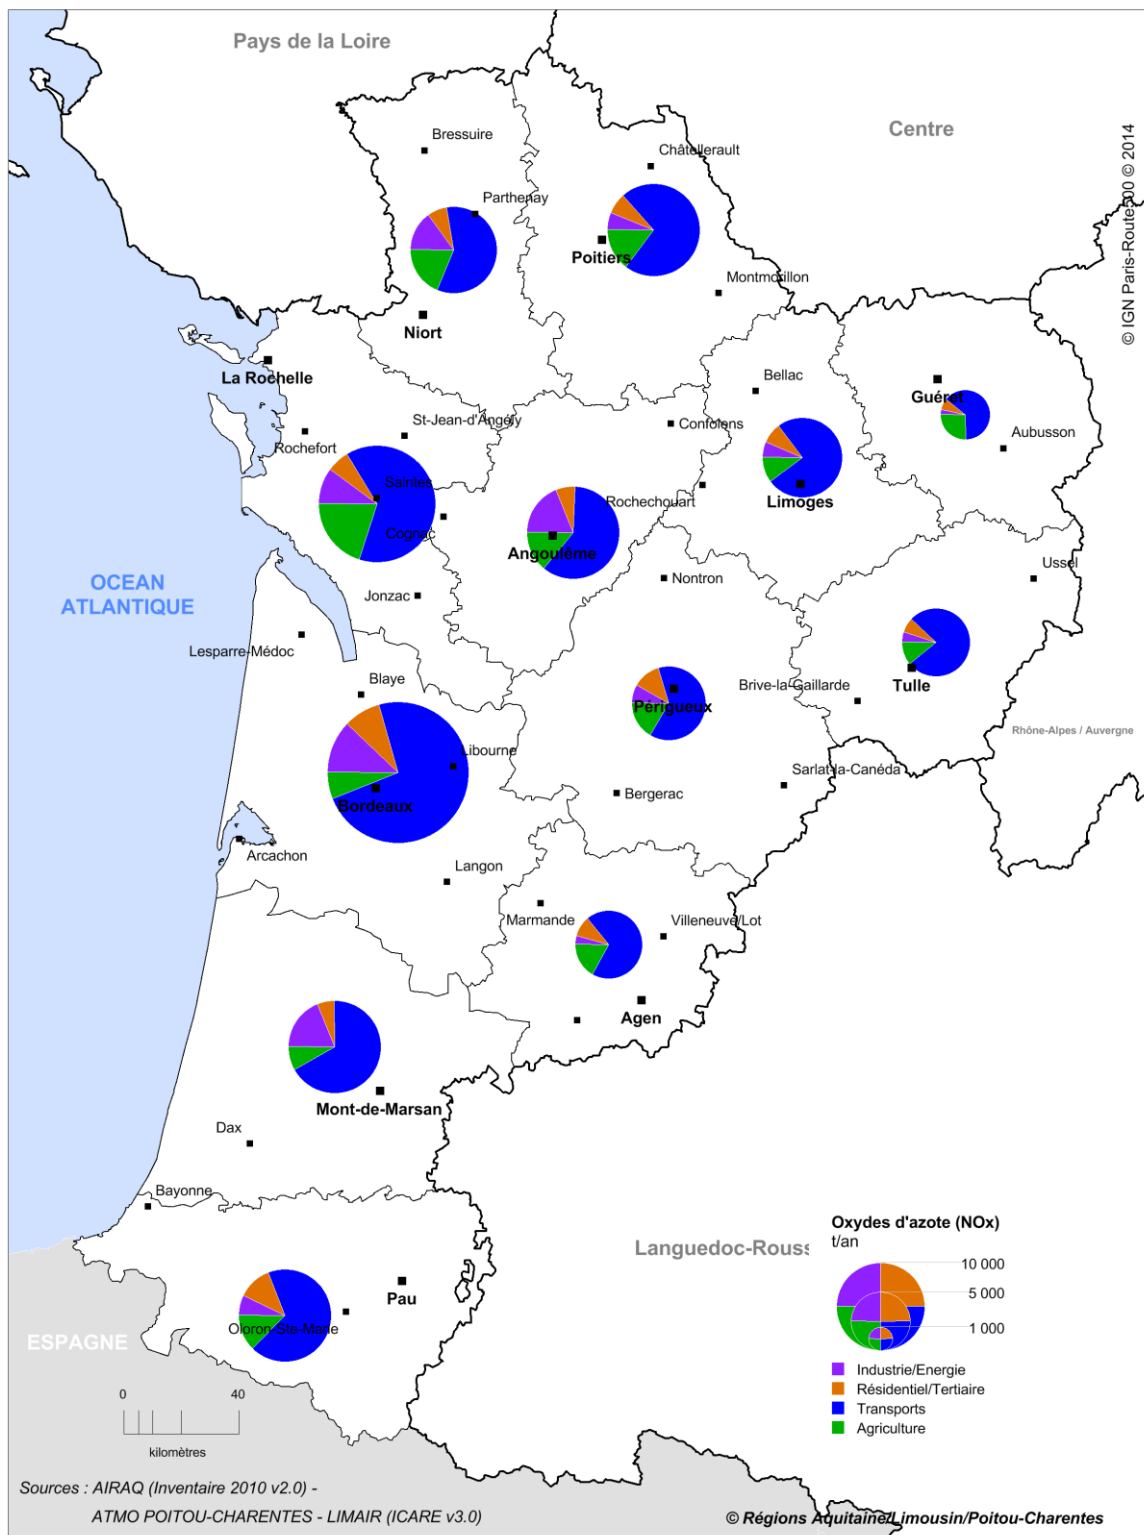 Pays de la Loire
Centre
© IGN Paris-Route500 © 2014
Bressuire
Châtellerault
Parthenay
Poitiers
Montmorillon
Niort
La Rochelle
Bellac
Guéret
St-Jean-d'Angély
Rochefort
Confolens
Aubusson
Saintes
Rochechouart
Limoges
Cognac
Angoulême
Ussel
OCEAN
ATLANTIQUE
Nontron
Jonzac
Lesparre-Médoc
Blaye
Brive-la-Gaillarde
Tulle
Périgueux
Rhône-Alpes / Auvergne
Libourne
Sarlat-la-Canéda
Bordeaux
Bergerac
Arcachon
Langon
Marmande
Villeneuve/Lot
Agen
Mont-de-Marsan
Dax
Bayonne
Languedoc-Rouss
Pau
Oloron-Ste-Marie
ESPAGNE
Oxydes d'azote (NOx)
t/an
10 000
5 000
1 000
Industrie/Energie
Résidentiel/Tertiaire
Transports
Agriculture
0 40
kilomètres
Sources : AIRAQ (Inventaire 2010 v2.0) -
ATMO POITOU-CHARENTES - LIMAIR (ICARE v3.0)
© Régions Aquitaine/Limousin/Poitou-Charentes